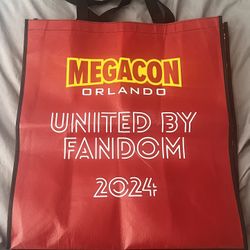 MEGACON
ORLANDO
UNITED BY
FANDOM
2024